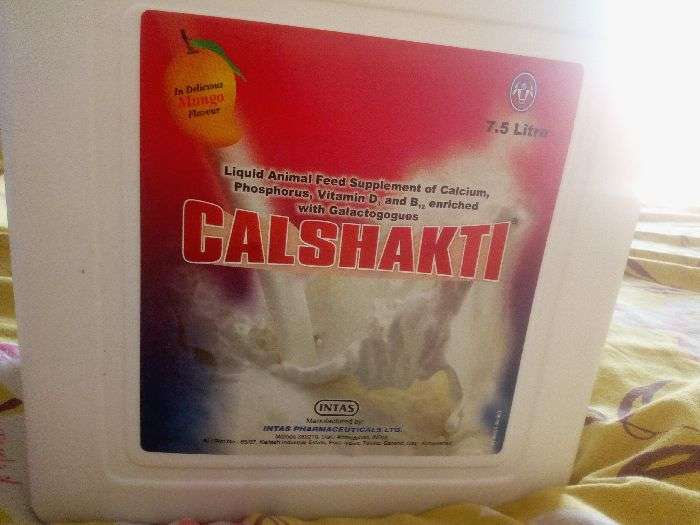 In Delicious
Mango
Flavour
7.5 Litre
Liquid Animal Feed Supplement of Calcium,
Phosphorus, Vitamin D, and B12 enriched
with Galactogogues
CALSHAKTI
INTAS
Manufactured by:
INTAS PHARMACEUTICALS LTD.